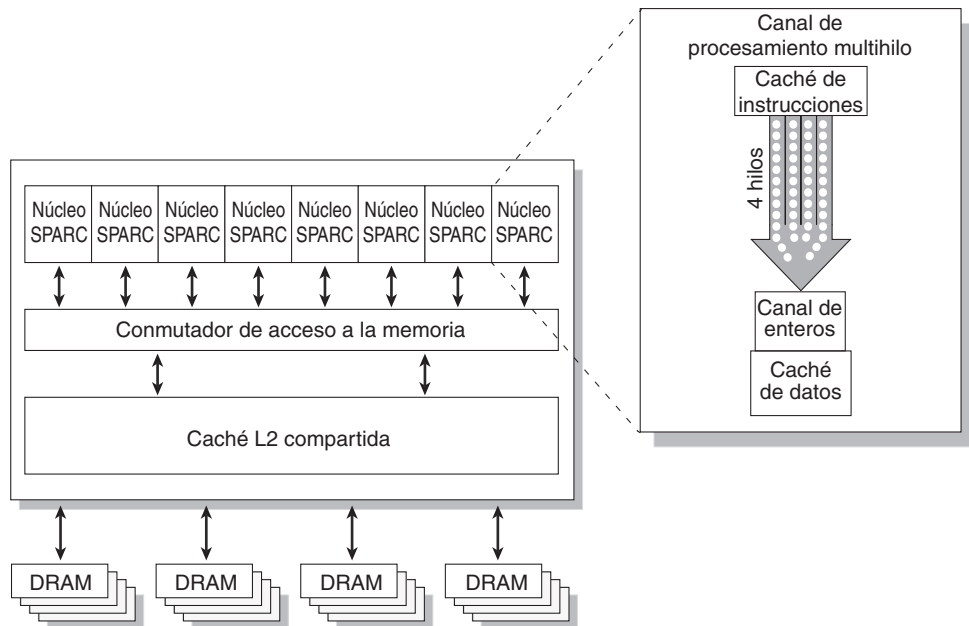 Canal de
procesamiento multihilo
Caché de
instrucciones
4 hilos
Canal de
enteros
Caché
de datos
Núcleo
SPARC
Núcleo
SPARC
Núcleo
SPARC
Núcleo
SPARC
Núcleo
SPARC
Núcleo
SPARC
Núcleo
SPARC
Núcleo
SPARC
Conmutador de acceso a la memoria
Caché L2 compartida
DRAM
DRAM
DRAM
DRAM